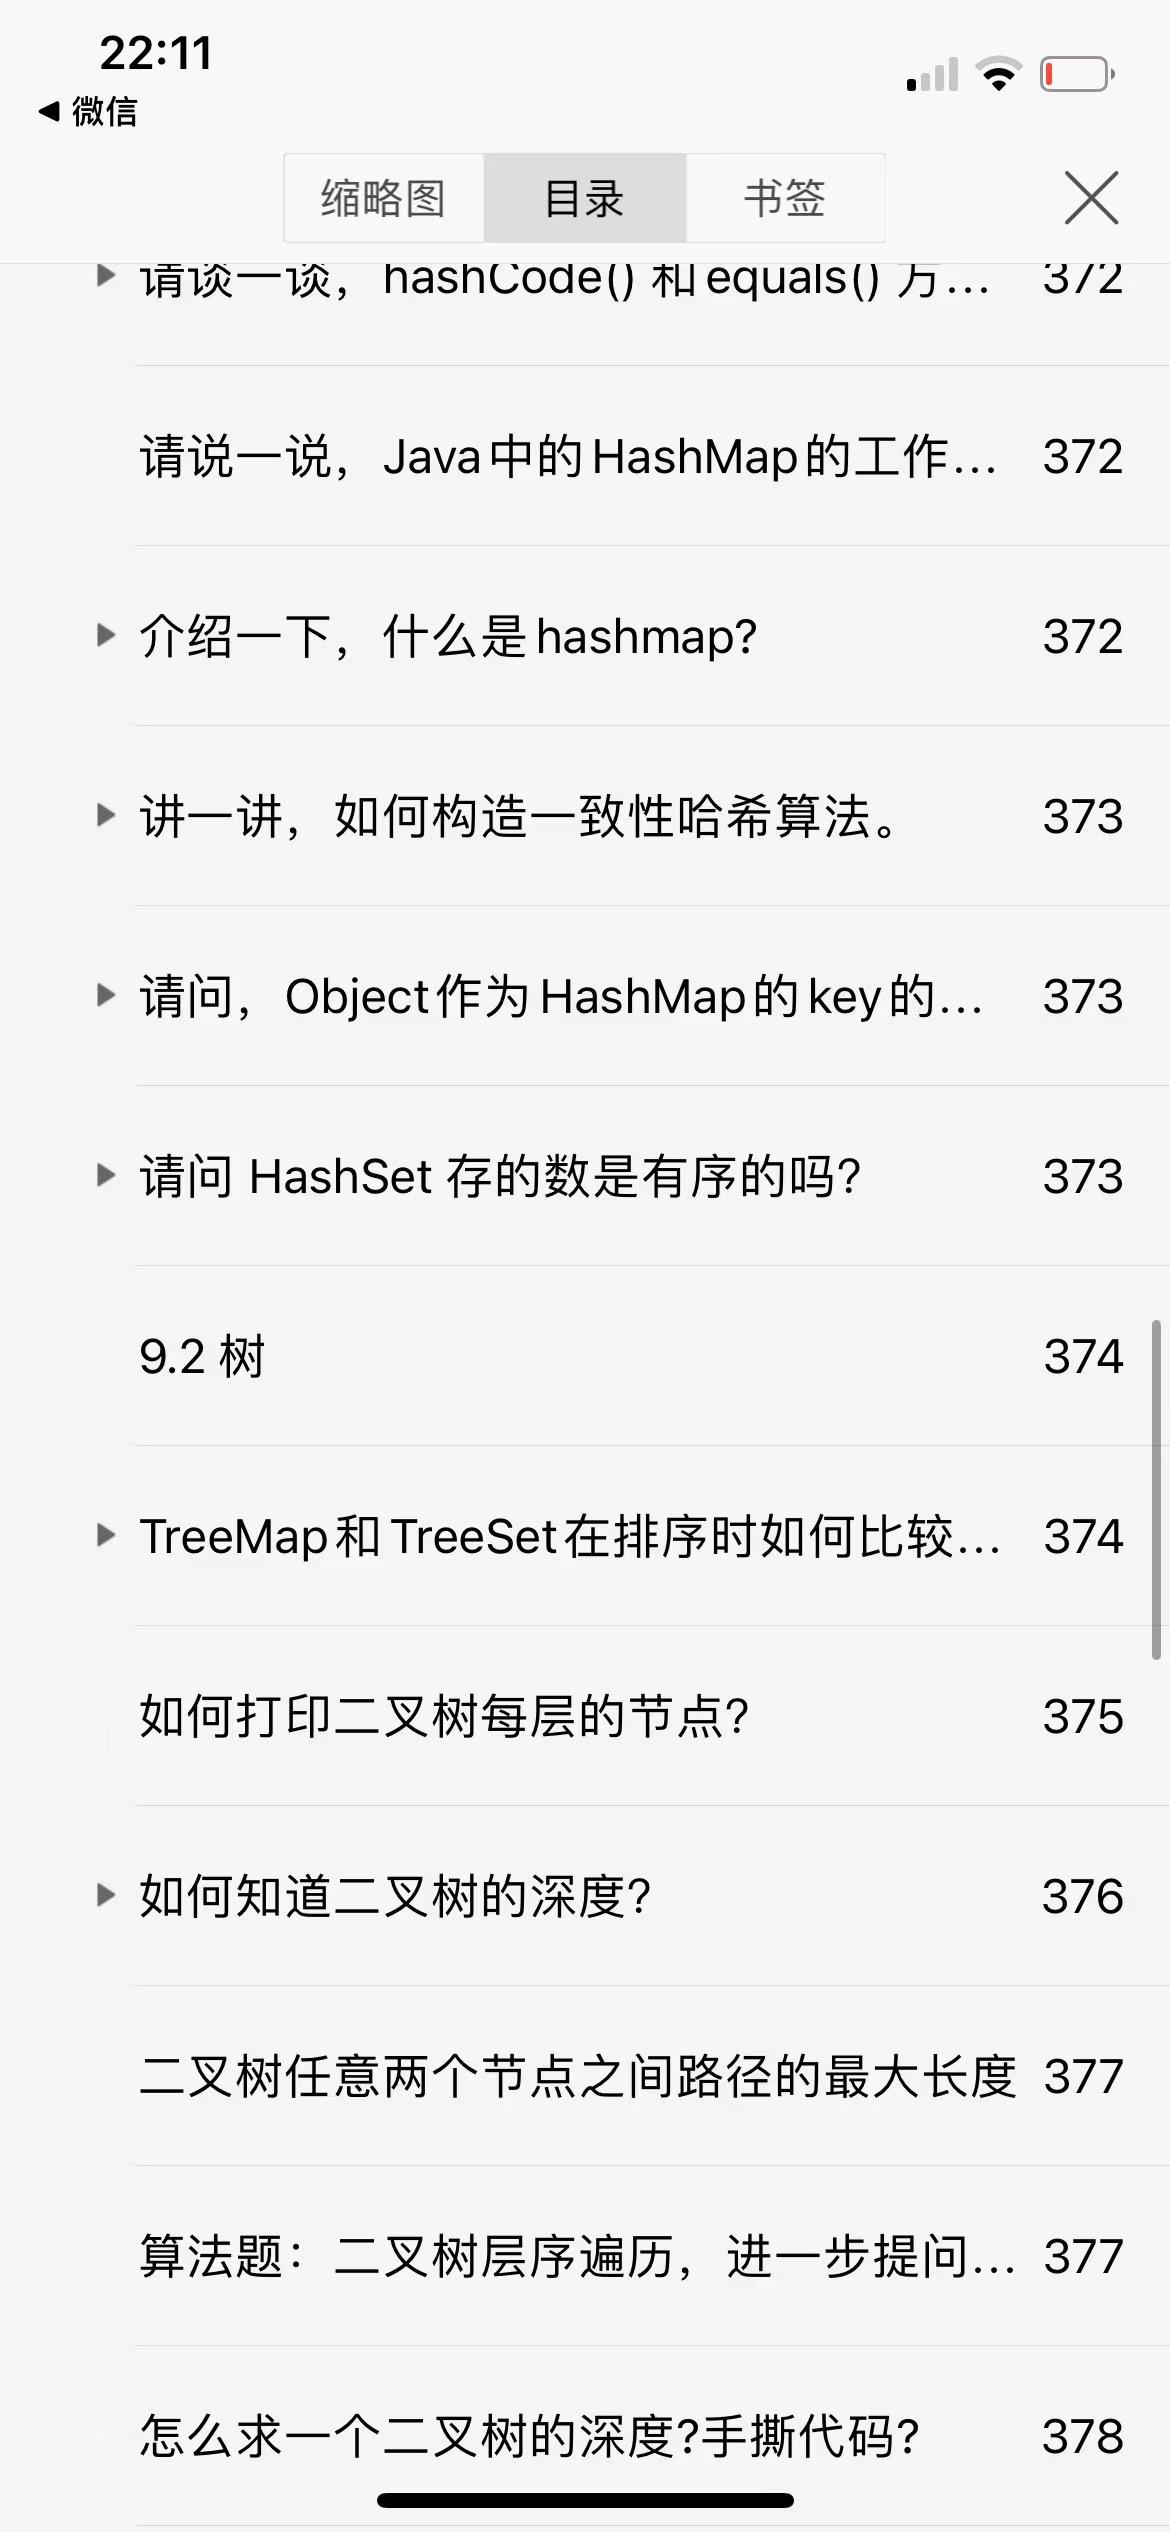 22:11
微信
缩略图 目录 书签
请谈一谈，hashCode() 和equals() 方... 372
请说一说，Java中的HashMap的工作... 372
介绍一下，什么是hashmap? 372
讲一讲，如何构造一致性哈希算法。 373
请问，Object作为HashMap的key的... 373
请问 HashSet 存的数是有序的吗? 373
9.2 树 374
TreeMap和TreeSet在排序时如何比较... 374
如何打印二叉树每层的节点? 375
如何知道二叉树的深度? 376
二叉树任意两个节点之间路径的最大长度 377
算法题：二叉树层序遍历，进一步提问... 377
怎么求一个二叉树的深度?手撕代码? 378